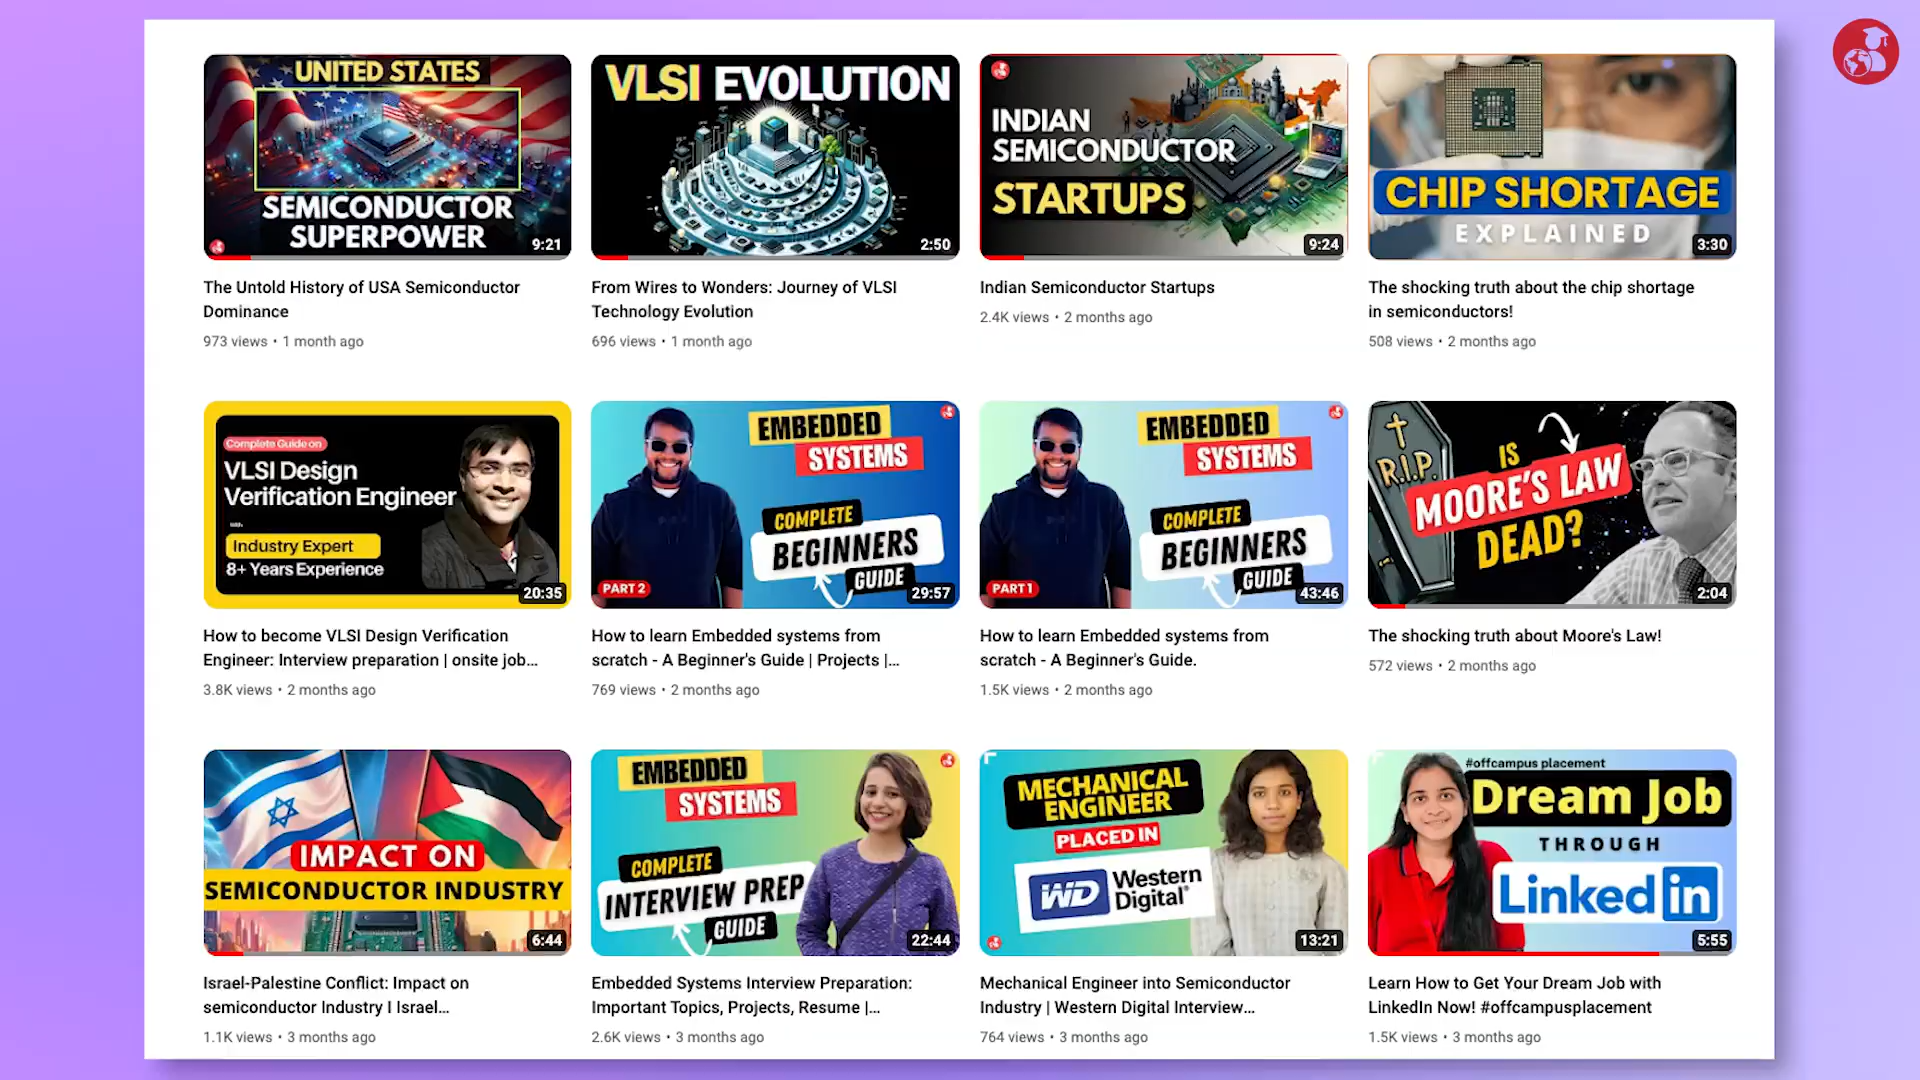 UNITED STATES
SEMICONDUCTOR
SUPERPOWER
9:21
The Untold History of USA Semiconductor
Dominance
973 views • 1 month ago
VLSI EVOLUTION
2:50
From Wires to Wonders: Journey of VLSI
Technology Evolution
696 views • 1 month ago
INDIAN
SEMICONDUCTOR
STARTUPS
9:24
Indian Semiconductor Startups
2.4K views • 2 months ago
CHIP SHORTAGE
EXPLAINED
3:30
The shocking truth about the chip shortage
in semiconductors!
508 views • 2 months ago
Complete Guide on
VLSI Design
Verification Engineer
with
Industry Expert
8+ Years Experience
20:35
How to become VLSI Design Verification
Engineer: Interview preparation | onsite job...
3.8K views • 2 months ago
EMBEDDED
SYSTEMS
COMPLETE
BEGINNERS
GUIDE
PART 2
29:57
How to learn Embedded systems from
scratch - A Beginner's Guide | Projects |...
769 views • 2 months ago
EMBEDDED
SYSTEMS
COMPLETE
BEGINNERS
GUIDE
PART 1
43:46
How to learn Embedded systems from
scratch - A Beginner's Guide.
1.5K views • 2 months ago
R.I.P.
IS
MOORE'S LAW
DEAD?
2:04
The shocking truth about Moore's Law!
572 views • 2 months ago
IMPACT ON
SEMICONDUCTOR INDUSTRY
6:44
Israel-Palestine Conflict: Impact on
semiconductor Industry I Israel...
1.1K views • 3 months ago
EMBEDDED
SYSTEMS
COMPLETE
INTERVIEW PREP
GUIDE
22:44
Embedded Systems Interview Preparation:
Important Topics, Projects, Resume |...
2.6K views • 3 months ago
MECHANICAL
ENGINEER
PLACED IN
WD Western
Digital®
13:21
Mechanical Engineer into Semiconductor
Industry | Western Digital Interview...
764 views • 3 months ago
#offcampus placement
Dream Job
THROUGH
Linked in
5:55
Learn How to Get Your Dream Job with
LinkedIn Now! #offcampusplacement
1.5K views • 3 months ago